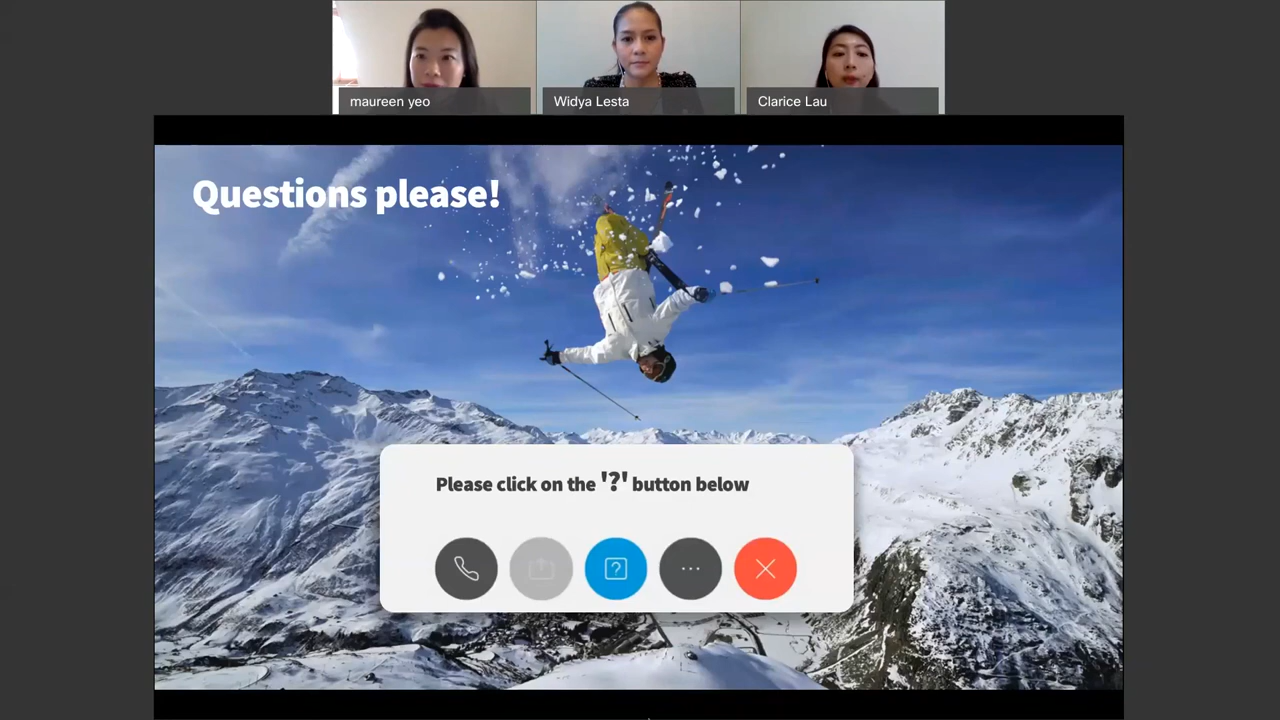 maureen yeo
Widya Lesta
Clarice Lau
Questions please!
Please click on the '?' button below
?